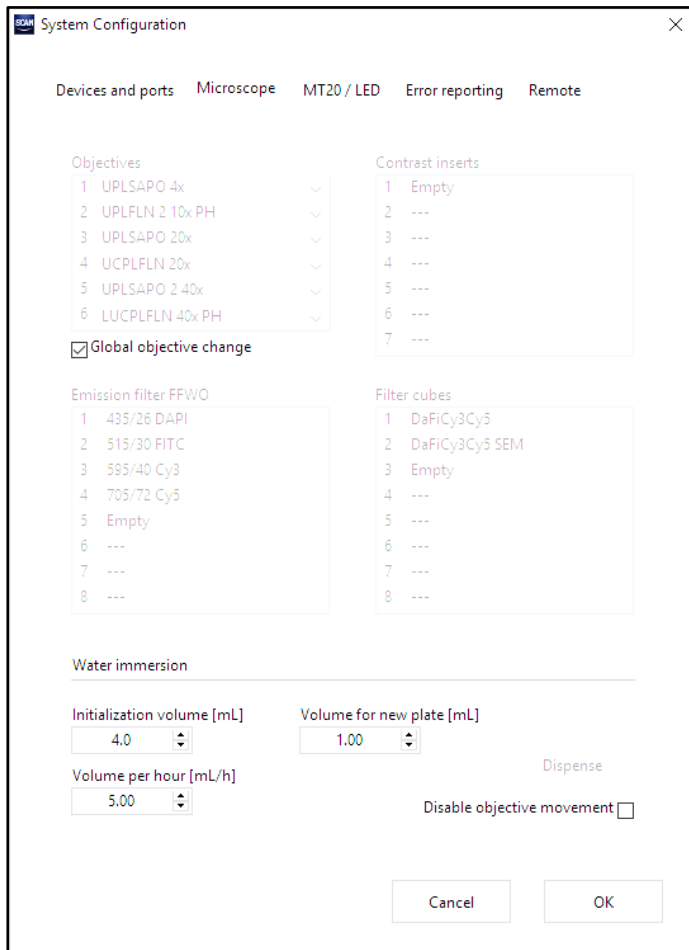 SCAN System Configuration
Devices and ports Microscope MT20 / LED Error reporting Remote
Objectives
1 UPLSAPO 4x
2 UPLFLN 2 10x PH
3 UPLSAPO 20x
4 UCPLFLN 20x
5 UPLSAPO 2 40x
6 LUCPLFLN 40x PH
Global objective change
Contrast inserts
1 Empty
2 ---
3 ---
4 ---
5 ---
6 ---
7 ---
Emission filter FFWO
1 435/26 DAPI
2 515/30 FITC
3 595/40 Cy3
4 705/72 Cy5
5 Empty
6 ---
7 ---
8 ---
Filter cubes
1 DaFiCy3Cy5
2 DaFiCy3Cy5 SEM
3 Empty
4 ---
5 ---
6 ---
7 ---
8 ---
Water immersion
Initialization volume [mL]
4.0
Volume for new plate [mL]
1.00
Volume per hour [mL/h]
5.00
Dispense
Disable objective movement
Cancel OK